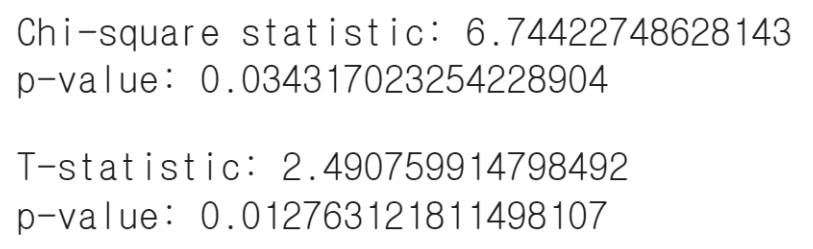 Chi-square statistic: 6.74422748628143
p-value: 0.034317023254228904
T-statistic: 2.490759914798492
p-value: 0.012763121811498107